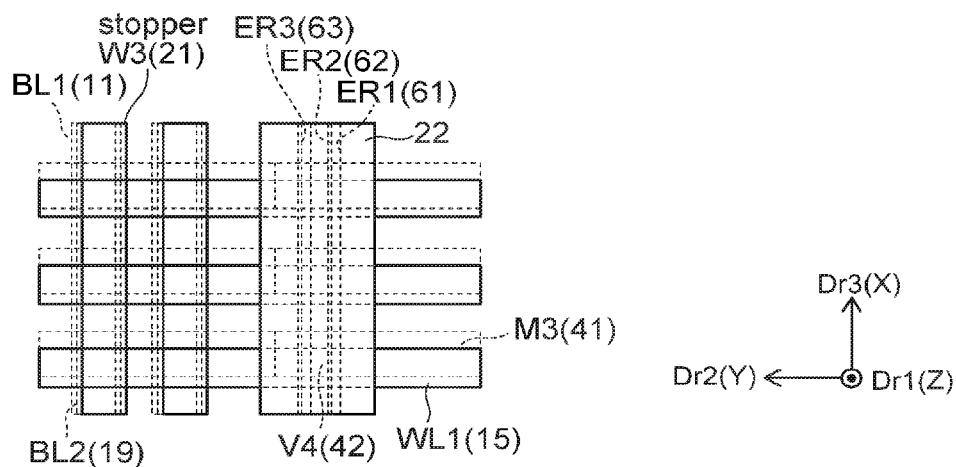 stopper
W3(21)
BL1(11)
ER3(63)
ER2(62)
ER1(61)
22
M3(41)
WL1(15)
V4(42)
BL2(19)
Dr3(X)
Dr2(Y)
Dr1(Z)